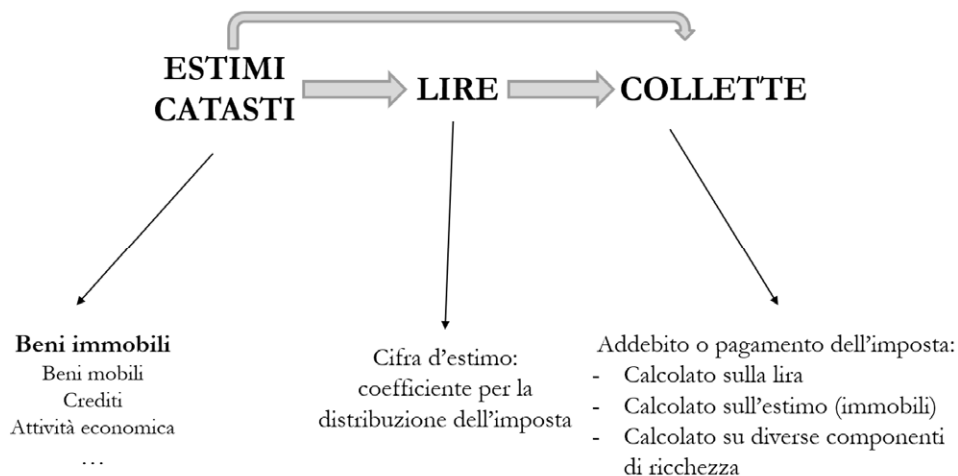 ESTIMI
CATASTI
LIRE
COLLETTE
Beni immobili
Beni mobili
Crediti
Attività economica
…
Cifra d'estimo:
coefficiente per la
distribuzione dell'imposta
Addebito o pagamento dell'imposta:
- Calcolato sulla lira
- Calcolato sull'estimo (immobili)
- Calcolato su diverse componenti
di ricchezza